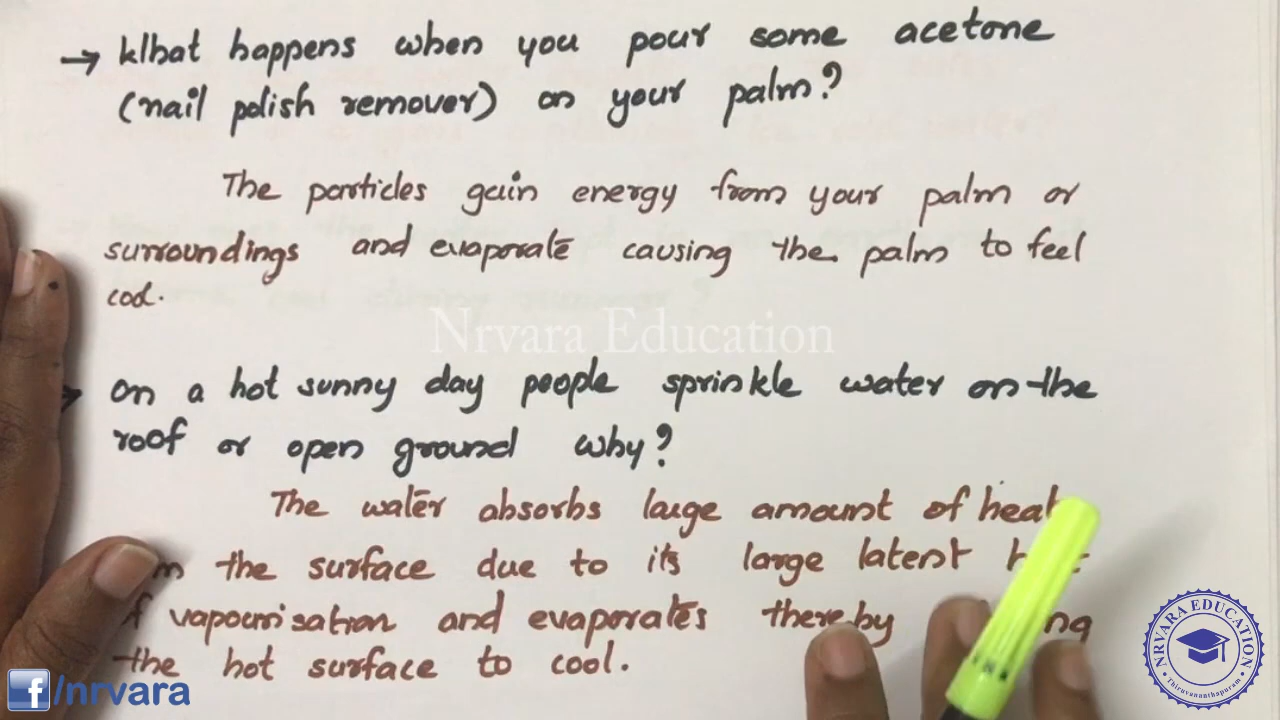 → What happens when you pour some acetone
(nail polish remover) on your palm?
The particles gain energy from your palm or
surroundings and evaporate causing the palm to feel
cool.
Nrvara Education
→ on a hot sunny day people sprinkle water on the
roof or open ground why?
The water absorbs large amount of heat
the surface due to its large latent
vapourisation and evaporates thereby
the hot surface to cool.
f/nrvara
NRVARA EDUCATION
Thiruvananthapuram